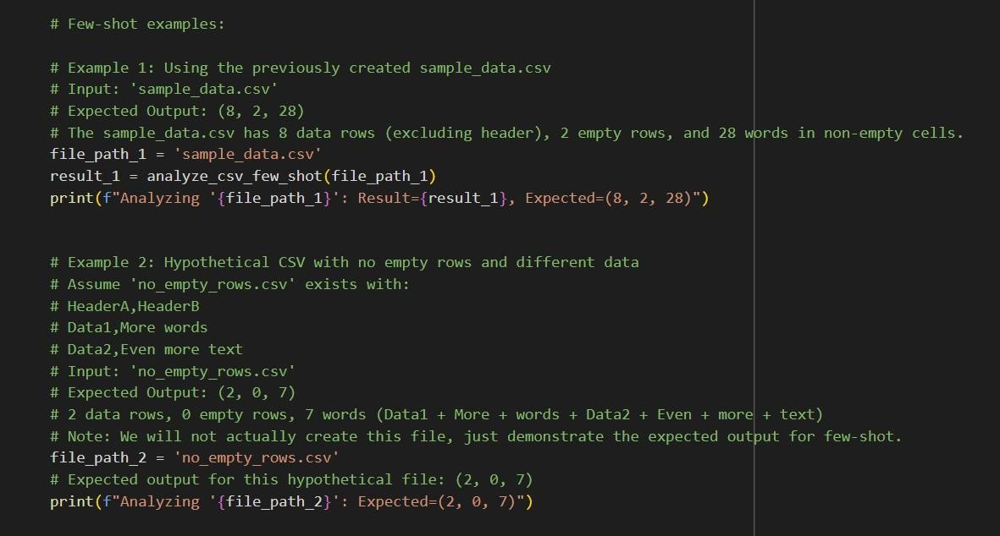 # Few-shot examples:
# Example 1: Using the previously created sample_data.csv
# Input: 'sample_data.csv'
# Expected Output: (8, 2, 28)
# The sample_data.csv has 8 data rows (excluding header), 2 empty rows, and 28 words in non-empty cells.
file_path_1 = 'sample_data.csv'
result_1 = analyze_csv_few_shot(file_path_1)
print(f"Analyzing '{file_path_1}': Result={result_1}, Expected=(8, 2, 28)")
# Example 2: Hypothetical CSV with no empty rows and different data
# Assume 'no_empty_rows.csv' exists with:
# HeaderA,HeaderB
# Data1,More words
# Data2,Even more text
# Input: 'no_empty_rows.csv'
# Expected Output: (2, 0, 7)
# 2 data rows, 0 empty rows, 7 words (Data1 + More + words + Data2 + Even + more + text)
# Note: We will not actually create this file, just demonstrate the expected output for few-shot.
file_path_2 = 'no_empty_rows.csv'
# Expected output for this hypothetical file: (2, 0, 7)
print(f"Analyzing '{file_path_2}': Expected=(2, 0, 7)")